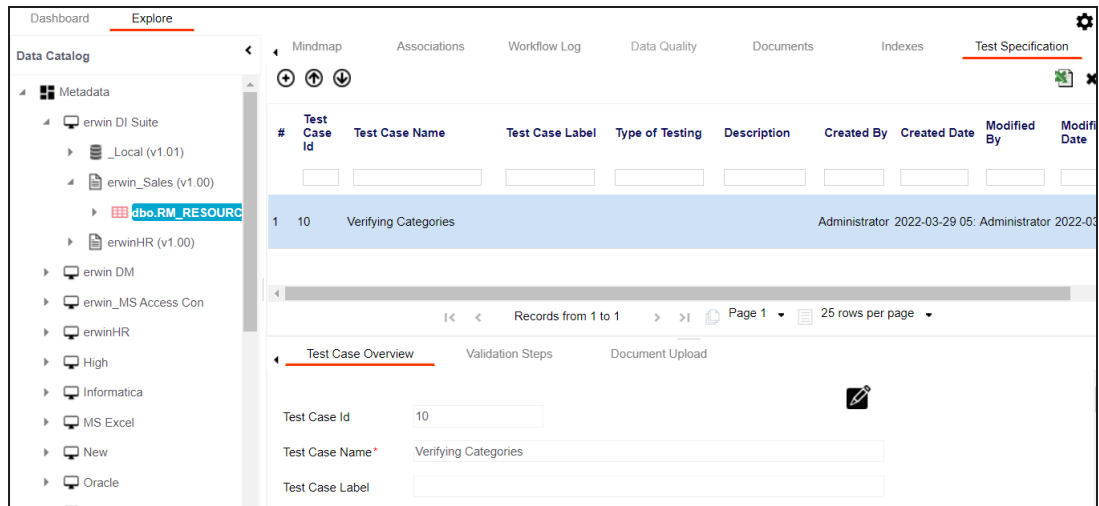 Dashboard Explore
Data Catalog
Mindmap Associations Workflow Log Data Quality Documents Indexes Test Specification
Metadata
erwin DI Suite
_Local (v1.01)
erwin_Sales (v1.00)
dbo.RM_RESOURC
erwinHR (v1.00)
erwin DM
erwin_MS Access Con
erwinHR
High
Informatica
MS Excel
New
Oracle
# Test Case Id Test Case Name Test Case Label Type of Testing Description Created By Created Date Modified By Modifi Date
1 10 Verifying Categories Administrator 2022-03-29 05: Administrator 2022-03
Records from 1 to 1 Page 1 25 rows per page
Test Case Overview Validation Steps Document Upload
Test Case Id 10
Test Case Name* Verifying Categories
Test Case Label